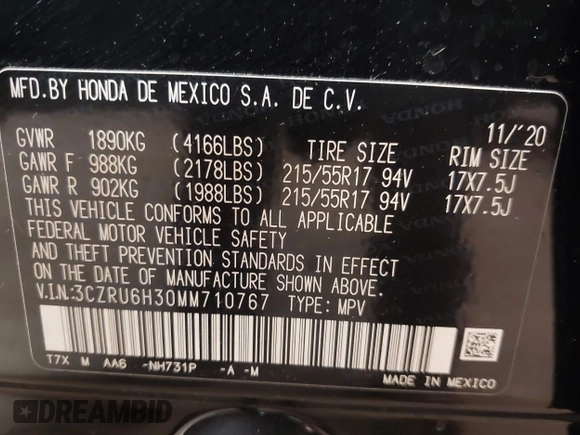 MFD.BY HONDA DE MEXICO S.A. DE C.V.
11/'20
GVWR 1890KG (4166LBS) TIRE SIZE RIM SIZE
GAWR F 988KG (2178LBS) 215/55R17 94V 17X7.5J
GAWR R 902KG (1988LBS) 215/55R17 94V 17X7.5J
THIS VEHICLE CONFORMS TO ALL APPLICABLE
FEDERAL MOTOR VEHICLE SAFETY
AND THEFT PREVENTION STANDARDS IN EFFECT
ON THE DATE OF MANUFACTURE SHOWN ABOVE.
V.I.N:3CZRU6H30MM710767 TYPE: MPV
T7X M AA6 -NH731P -A -M
MADE IN MEXICO
DREAMBID